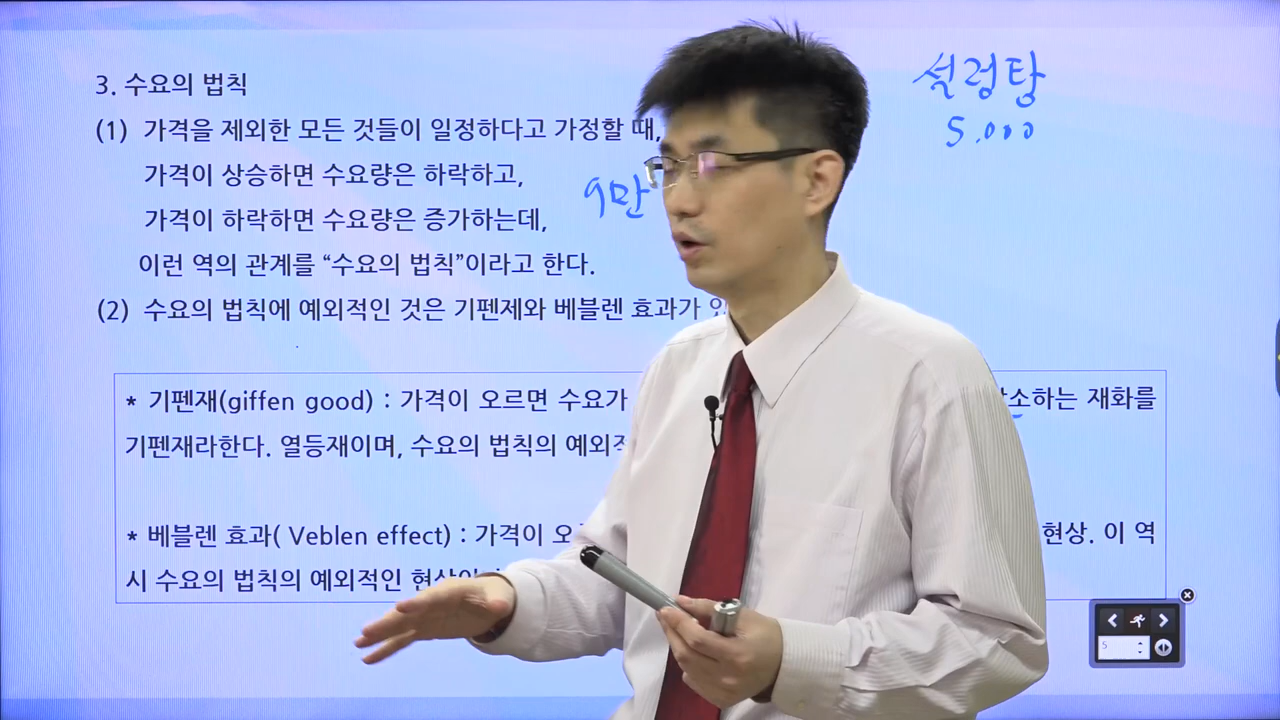 3. 수요의 법칙
(1) 가격을 제외한 모든 것들이 일정하다고 가정할 때,
가격이 상승하면 수요량은 하락하고,
가격이 하락하면 수요량은 증가하는데,
이런 역의 관계를 “수요의 법칙”이라고 한다.
(2) 수요의 법칙에 예외적인 것은 기펜제와 베블렌 효과가
설렁탕
5.000
9만
* 기펜재(giffen good) : 가격이 오르면 수요가 감소하는 재화를
기펜재라한다. 열등재이며, 수요의 법칙의
* 베블렌 효과( Veblen effect) : 가격이 현상. 이 역
시 수요의 법칙의 예외적인
5